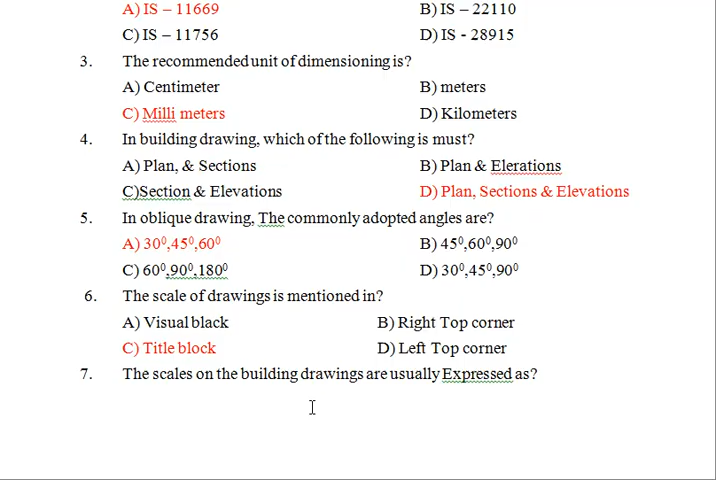 A) IS – 11669 B) IS – 22110
C) IS – 11756 D) IS - 28915
3. The recommended unit of dimensioning is?
A) Centimeter B) meters
C) Milli meters D) Kilometers
4. In building drawing, which of the following is must?
A) Plan, & Sections B) Plan & Elerations
C)Section & Elevations D) Plan, Sections & Elevations
5. In oblique drawing, The commonly adopted angles are?
A) 30⁰,45⁰,60⁰ B) 45⁰,60⁰,90⁰
C) 60⁰,90⁰,180⁰ D) 30⁰,45⁰,90⁰
6. The scale of drawings is mentioned in?
A) Visual black B) Right Top corner
C) Title block D) Left Top corner
7. The scales on the building drawings are usually Expressed as?